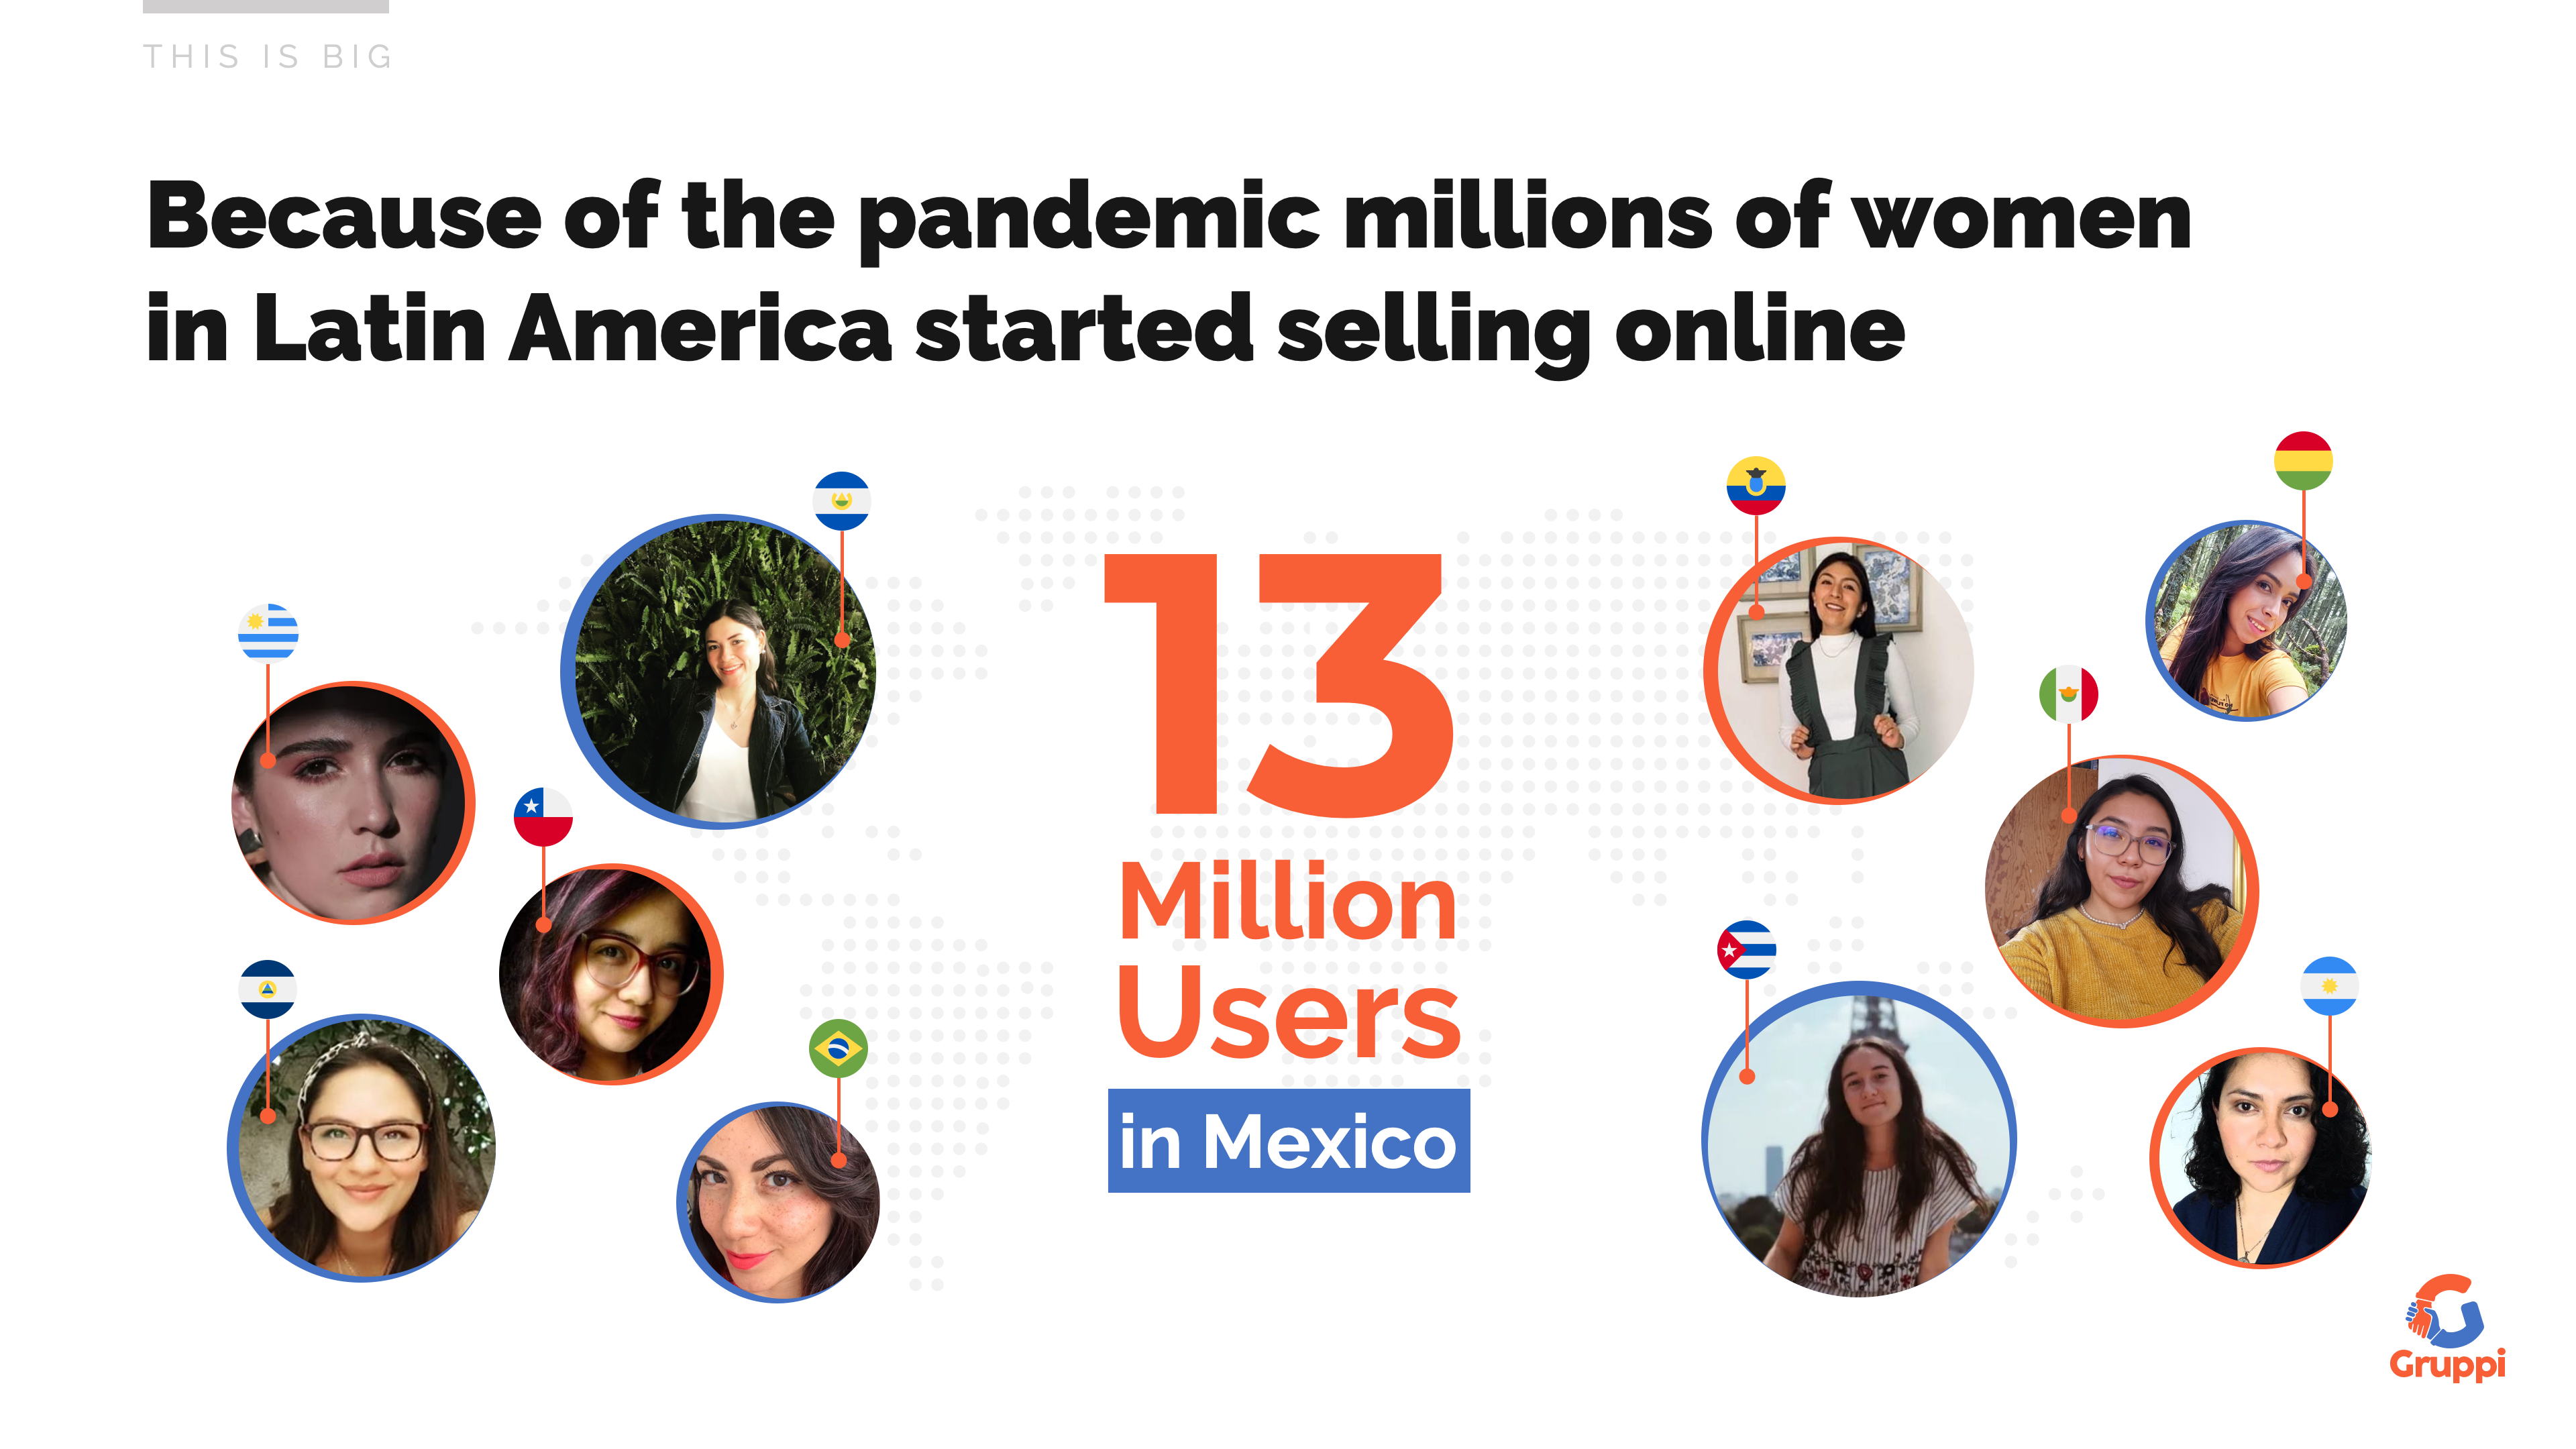 THIS IS BIG
Because of the pandemic millions of women
in Latin America started selling online
13
Million
Users
in Mexico
Gruppi